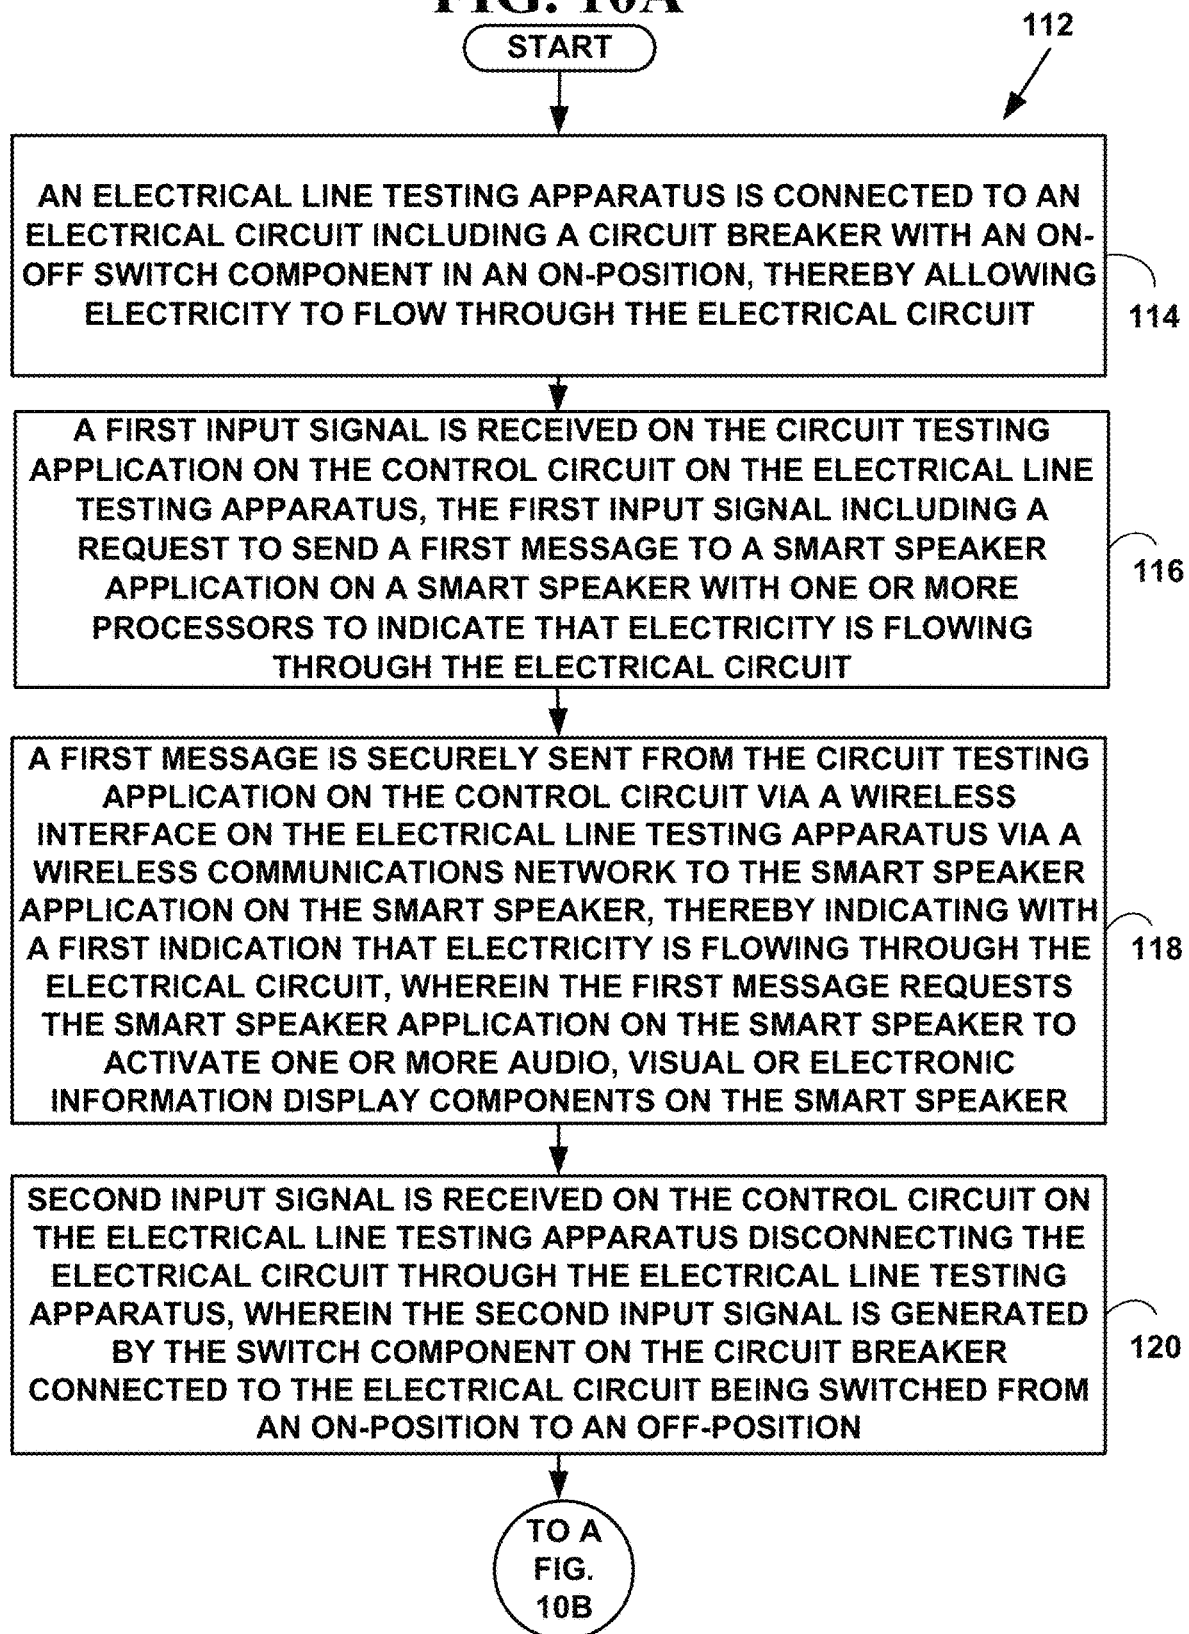 FIG. 10A
START
112
AN ELECTRICAL LINE TESTING APPARATUS IS CONNECTED TO AN
ELECTRICAL CIRCUIT INCLUDING A CIRCUIT BREAKER WITH AN ON-
OFF SWITCH COMPONENT IN AN ON-POSITION, THEREBY ALLOWING
ELECTRICITY TO FLOW THROUGH THE ELECTRICAL CIRCUIT
114
A FIRST INPUT SIGNAL IS RECEIVED ON THE CIRCUIT TESTING
APPLICATION ON THE CONTROL CIRCUIT ON THE ELECTRICAL LINE
TESTING APPARATUS, THE FIRST INPUT SIGNAL INCLUDING A
REQUEST TO SEND A FIRST MESSAGE TO A SMART SPEAKER
APPLICATION ON A SMART SPEAKER WITH ONE OR MORE
PROCESSORS TO INDICATE THAT ELECTRICITY IS FLOWING
THROUGH THE ELECTRICAL CIRCUIT
116
A FIRST MESSAGE IS SECURELY SENT FROM THE CIRCUIT TESTING
APPLICATION ON THE CONTROL CIRCUIT VIA A WIRELESS
INTERFACE ON THE ELECTRICAL LINE TESTING APPARATUS VIA A
WIRELESS COMMUNICATIONS NETWORK TO THE SMART SPEAKER
APPLICATION ON THE SMART SPEAKER, THEREBY INDICATING WITH
A FIRST INDICATION THAT ELECTRICITY IS FLOWING THROUGH THE
ELECTRICAL CIRCUIT, WHEREIN THE FIRST MESSAGE REQUESTS
THE SMART SPEAKER APPLICATION ON THE SMART SPEAKER TO
ACTIVATE ONE OR MORE AUDIO, VISUAL OR ELECTRONIC
INFORMATION DISPLAY COMPONENTS ON THE SMART SPEAKER
118
SECOND INPUT SIGNAL IS RECEIVED ON THE CONTROL CIRCUIT ON
THE ELECTRICAL LINE TESTING APPARATUS DISCONNECTING THE
ELECTRICAL CIRCUIT THROUGH THE ELECTRICAL LINE TESTING
APPARATUS, WHEREIN THE SECOND INPUT SIGNAL IS GENERATED
BY THE SWITCH COMPONENT ON THE CIRCUIT BREAKER
CONNECTED TO THE ELECTRICAL CIRCUIT BEING SWITCHED FROM
AN ON-POSITION TO AN OFF-POSITION
120
TO A
FIG.
10B